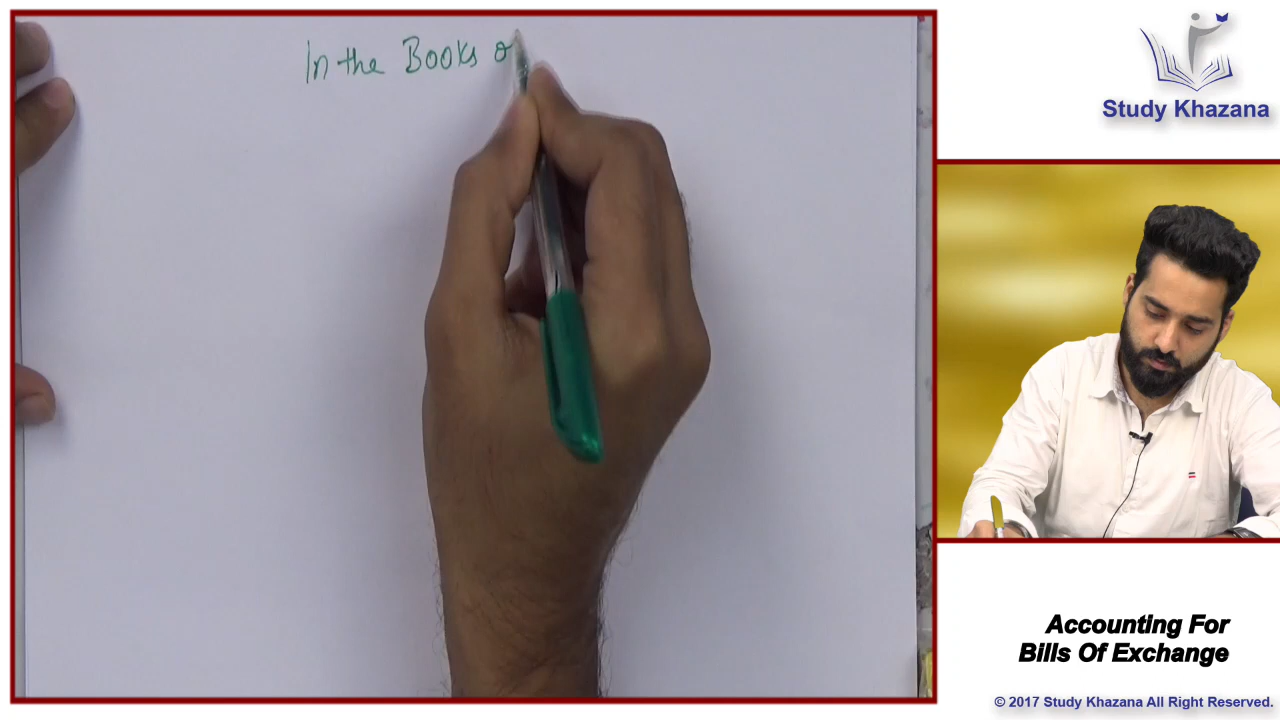 In the Books o
Study Khazana
Accounting For
Bills Of Exchange
© 2017 Study Khazana All Right Reserved.